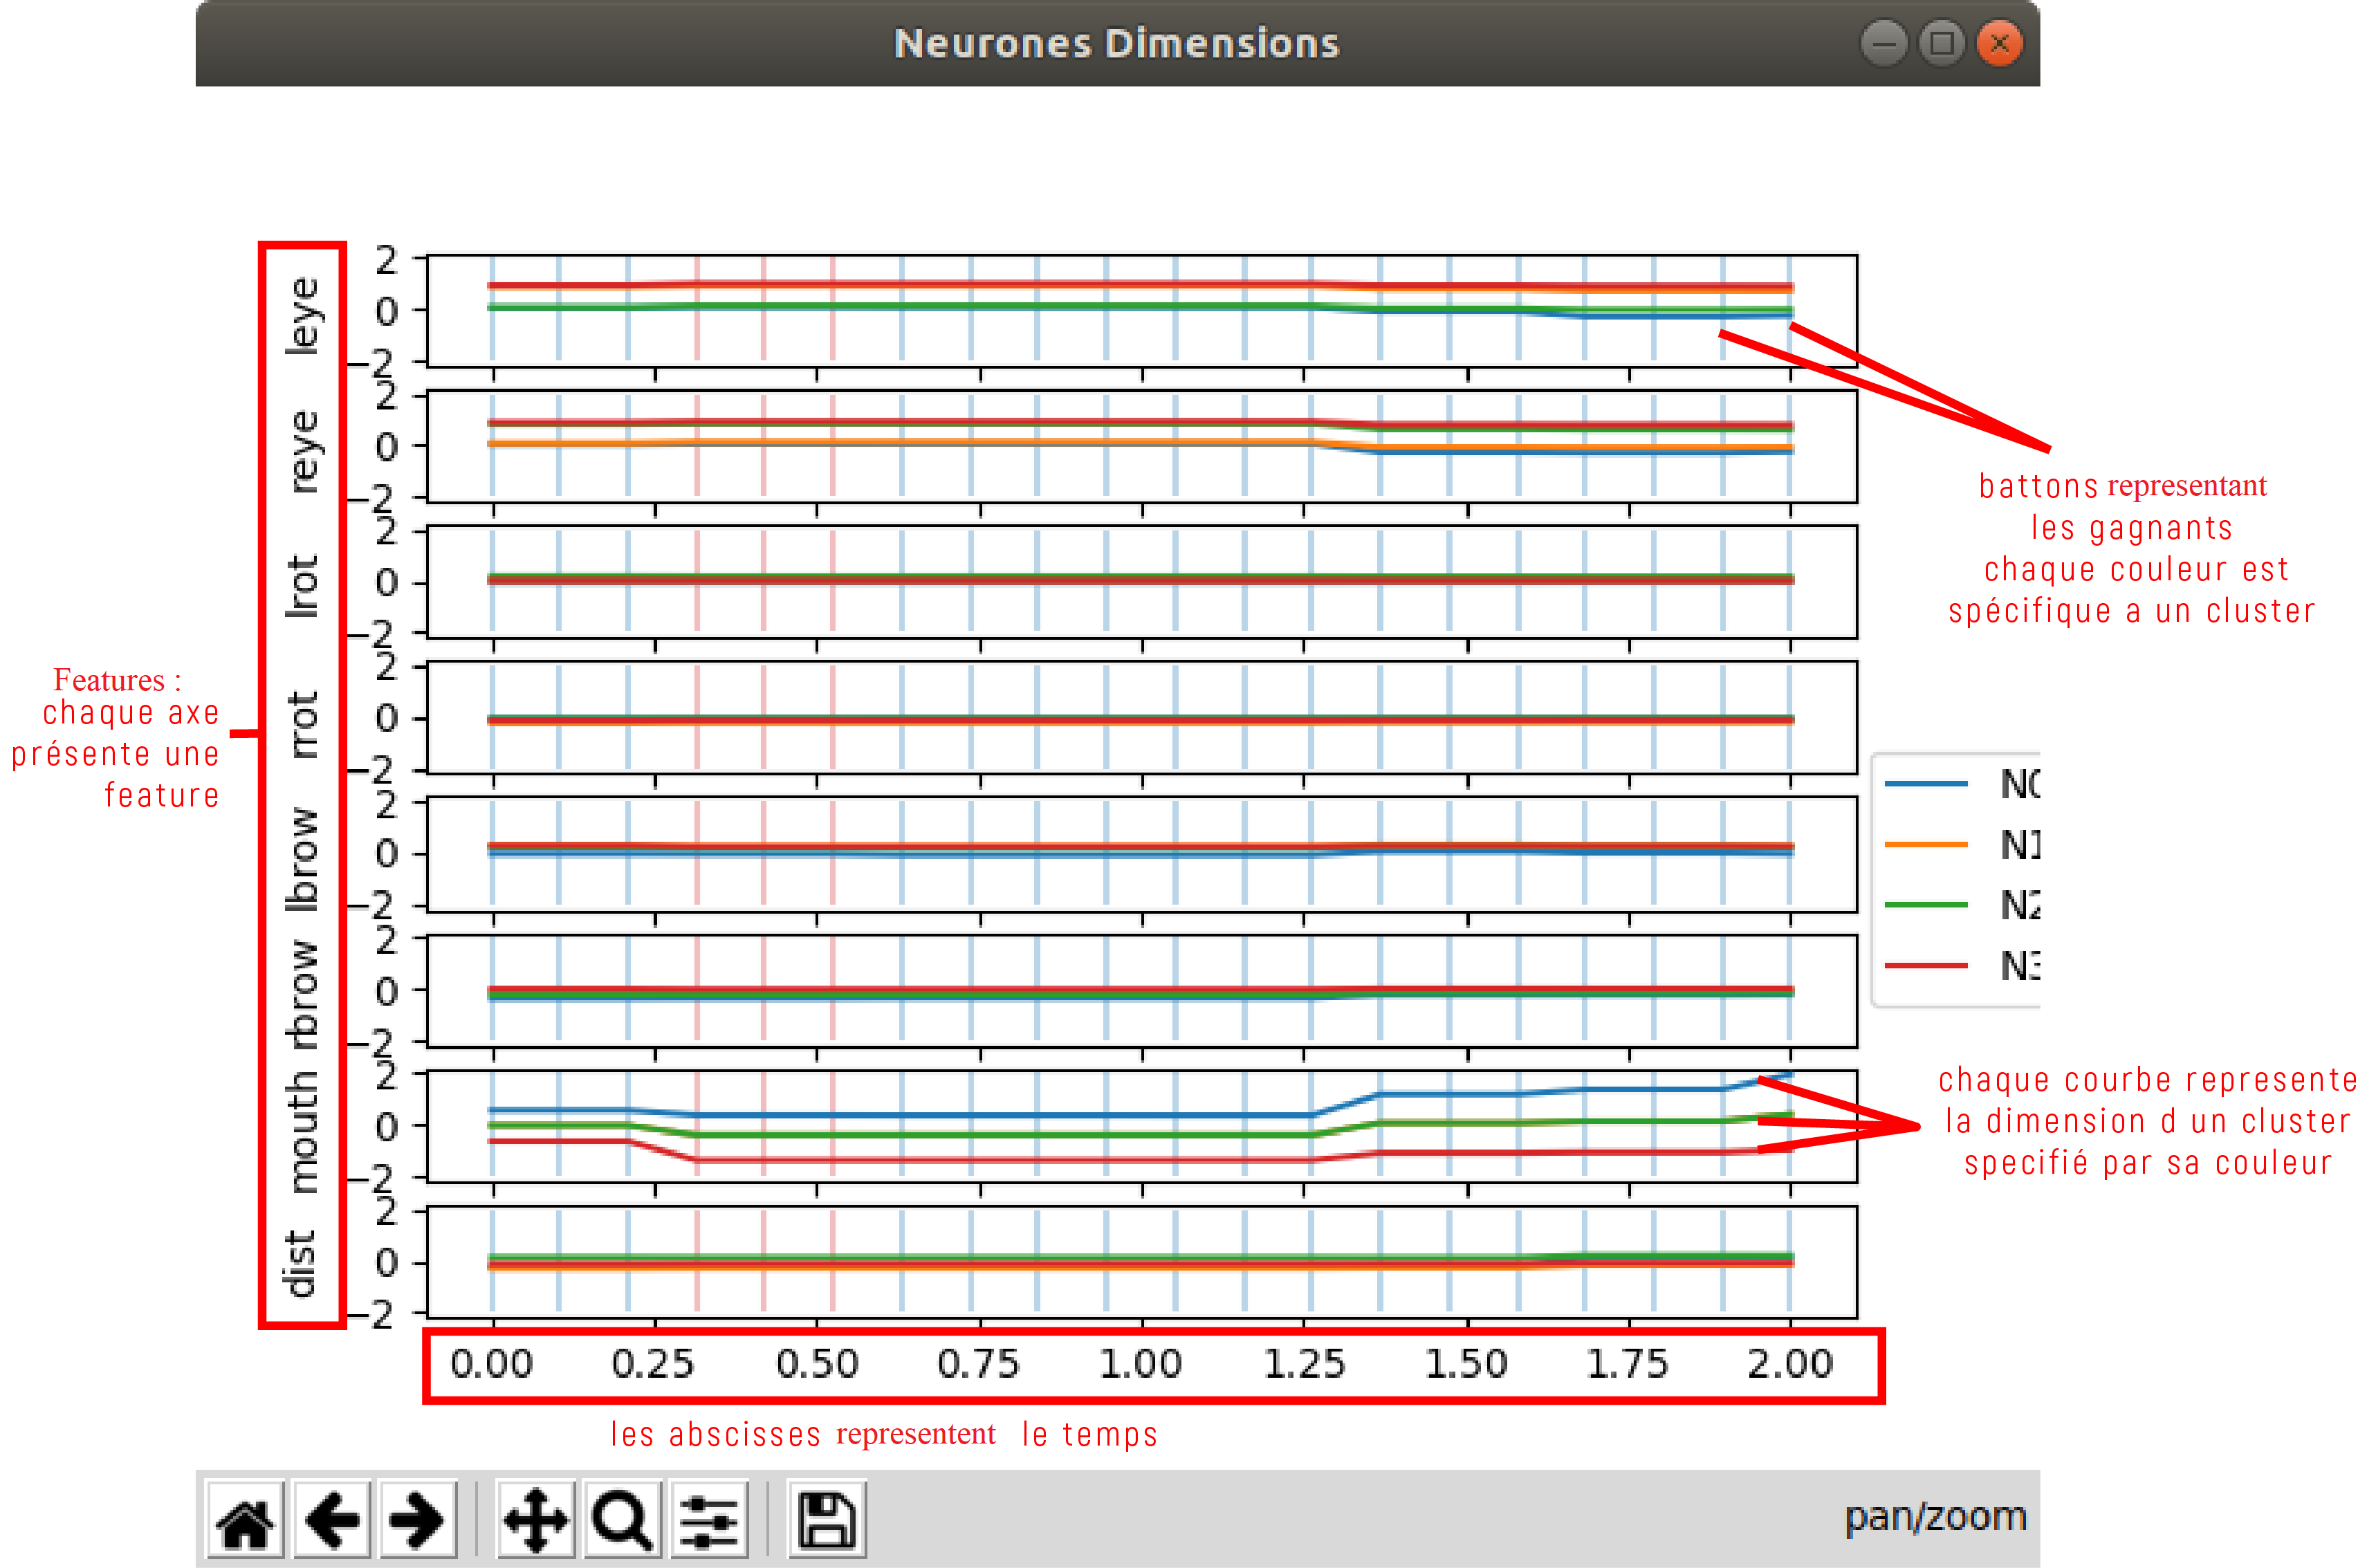 Neurones Dimensions
leye
2
0
−2
reye
2
0
−2
lrot
2
0
−2
rrot
2
0
−2
lbrow
2
0
−2
rbrow
2
0
−2
mouth
2
0
−2
dist
2
0
−2
0.00 0.25 0.50 0.75 1.00 1.25 1.50 1.75 2.00
Features :
chaque axe
présente une
feature
battons representant
les gagnants
chaque couleur est
spécifique a un cluster
N1
N2
N3
chaque courbe represente
la dimension d un cluster
specifié par sa couleur
les abscisses representent le temps
pan/zoom